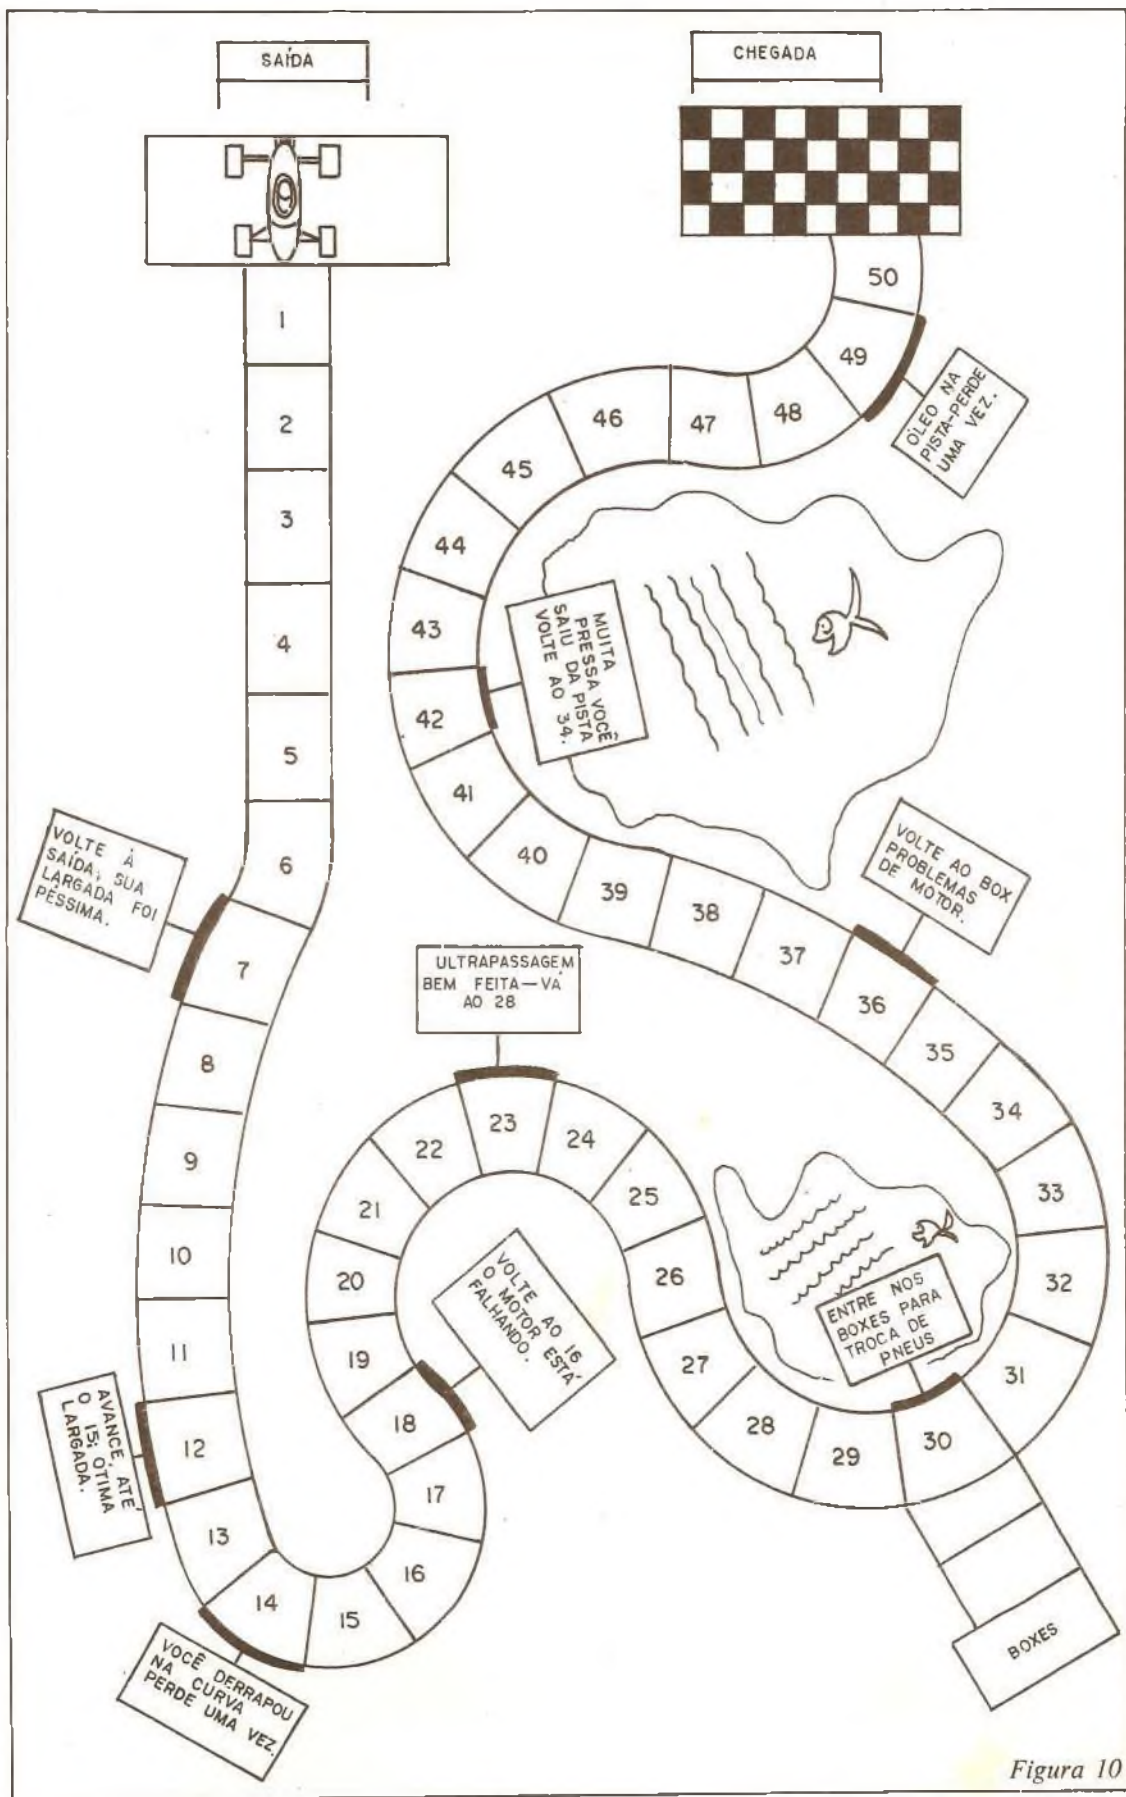 SAÍDA
CHEGADA
1
2
3
4
5
6
VOLTE À
SAÍDA, SUA
LARGADA FOI
PÉSSIMA.
7
8
9
10
11
12
AVANCE, ATÉ
O 15; OTIMA
LARGADA.
13
14
VOCÊ DERRAPOU
NA CURVA
PERDE UMA VEZ.
15
16
17
18
VOLTE AO 16
O MOTOR ESTÁ
FALHANDO.
19
20
21
22
23
ULTRAPASSAGEM
BEM FEITA—VÁ
AO 28
24
25
26
27
28
29
30
ENTRE NOS
BOXES PARA
TROCA DE
PNEUS
BOXES
31
32
33
34
35
36
VOLTE AO BOX
PROBLEMAS
DE MOTOR.
37
38
39
40
41
42
MUITA
PRESSA VOCÊ
SAIU DA PISTA
VOLTE AO 34.
43
44
45
46
47
48
49
ÓLEO NA
PISTA-PERDE
UMA VEZ.
50
Figura 10